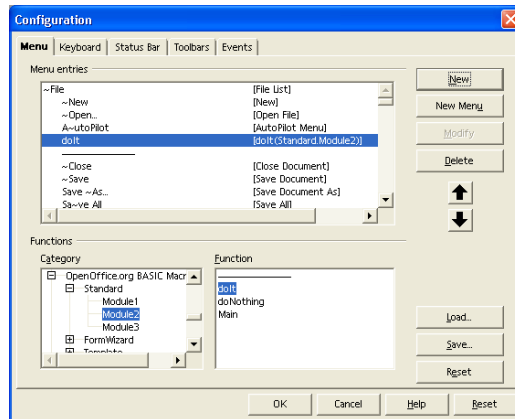 Configuration
Menu Keyboard Status Bar Toolbars Events
Menu entries
~File [File List]
~New [New]
~Open... [Open File]
A~utoPilot [AutoPilot Menu]
doIt [doIt(Standard.Module2)]
~Close [Close Document]
~Save [Save Document]
Save ~As... [Save Document As]
Sa~ve All [Save All]
New
New Menu
Modify
Delete
Functions
Category
OpenOffice.org BASIC Macr
Standard
Module1
Module2
Module3
FormWizard
Template
Function
doIt
doNothing
Main
Load...
Save...
Reset
OK Cancel Help Reset